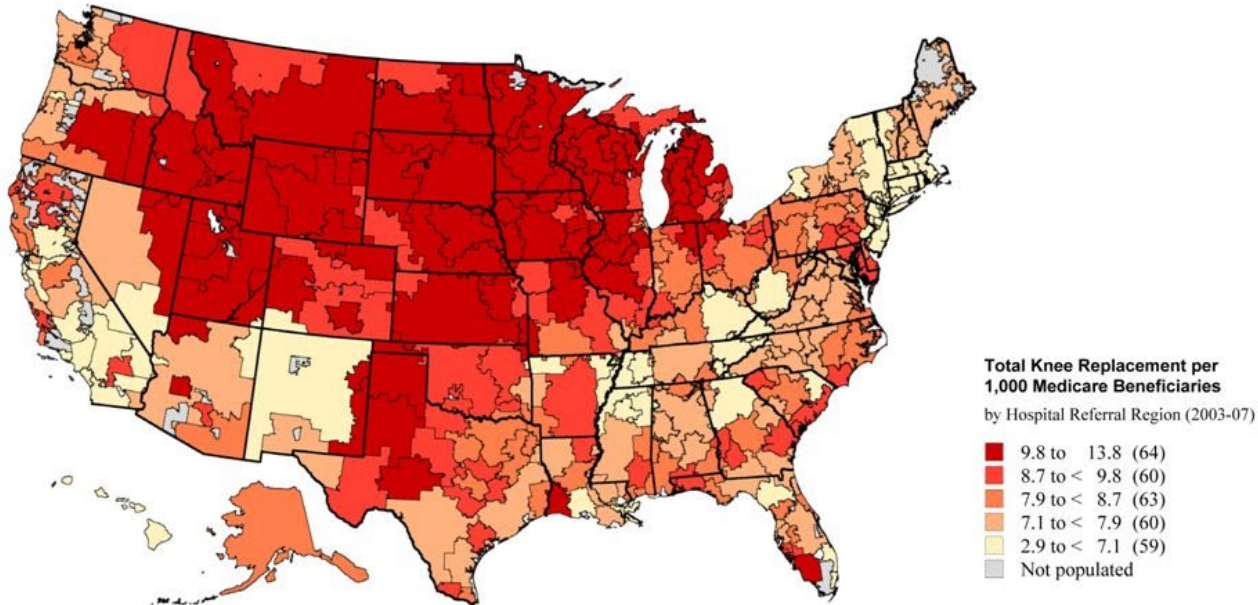 Total Knee Replacement per
1,000 Medicare Beneficiaries
by Hospital Referral Region (2003-07)
9.8 to 13.8 (64)
8.7 to < 9.8 (60)
7.9 to < 8.7 (63)
7.1 to < 7.9 (60)
2.9 to < 7.1 (59)
Not populated